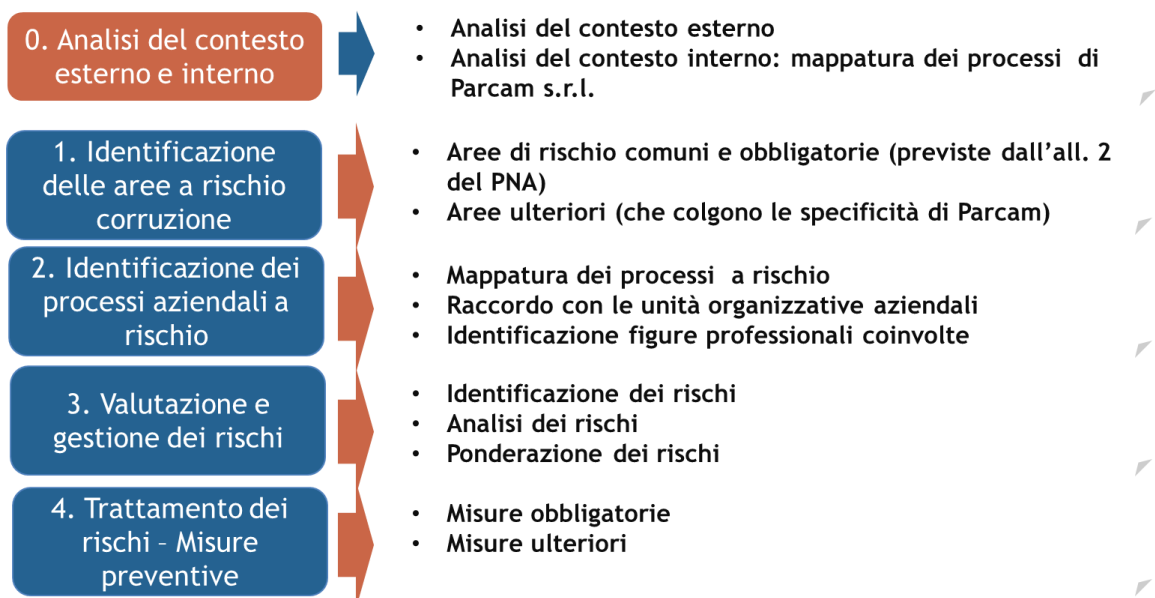 0. Analisi del contesto
esterno e interno
• Analisi del contesto esterno
• Analisi del contesto interno: mappatura dei processi di
Parcam s.r.l.
1. Identificazione
delle aree a rischio
corruzione
• Aree di rischio comuni e obbligatorie (previste dall’all. 2
del PNA)
• Aree ulteriori (che colgono le specificità di Parcam)
2. Identificazione dei
processi aziendali a
rischio
• Mappatura dei processi a rischio
• Raccordo con le unità organizzative aziendali
• Identificazione figure professionali coinvolte
3. Valutazione e
gestione dei rischi
• Identificazione dei rischi
• Analisi dei rischi
• Ponderazione dei rischi
4. Trattamento dei
rischi – Misure
preventive
• Misure obbligatorie
• Misure ulteriori